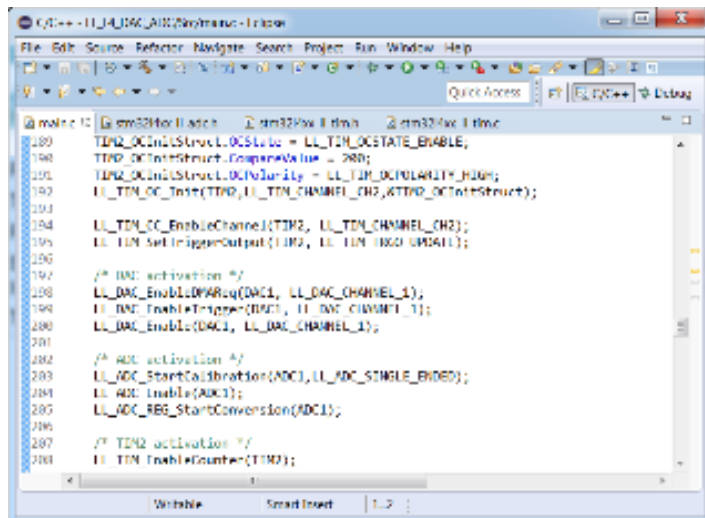 C/C++ - LL_14_DAC_ADC/Src/main.c - Eclipse
File Edit Source Refactor Navigate Search Project Run Window Help
Quick Access C/C++ Debug
main.c stm32l4xx_ll_adc.h stm32l4xx_ll_tim.h stm32l4xx_ll_tim.c
189 TIM2_OCInitStruct.OCState = LL_TIM_OCSTATE_ENABLE;
190 TIM2_OCInitStruct.CompareValue = 200;
191 TIM2_OCInitStruct.OCPolarity = LL_TIM_OCPOLARITY_HIGH;
192 LL_TIM_OC_Init(TIM2,LL_TIM_CHANNEL_CH2,&TIM2_OCInitStruct);
193
194 LL_TIM_CC_EnableChannel(TIM2, LL_TIM_CHANNEL_CH2);
195 LL_TIM_SetTriggerOutput(TIM2, LL_TIM_TRGO_UPDATE);
196
197 /* DAC activation */
198 LL_DAC_EnableDMAReq(DAC1, LL_DAC_CHANNEL_1);
199 LL_DAC_EnableTrigger(DAC1, LL_DAC_CHANNEL_1);
200 LL_DAC_Enable(DAC1, LL_DAC_CHANNEL_1);
201
202 /* ADC activation */
203 LL_ADC_StartCalibration(ADC1,LL_ADC_SINGLE_ENDED);
204 LL_ADC_Enable(ADC1);
205 LL_ADC_REG_StartConversion(ADC1);
206
207 /* TIM2 activation */
208 LL_TIM_EnableCounter(TIM2);
Writable Smart Insert 1..2